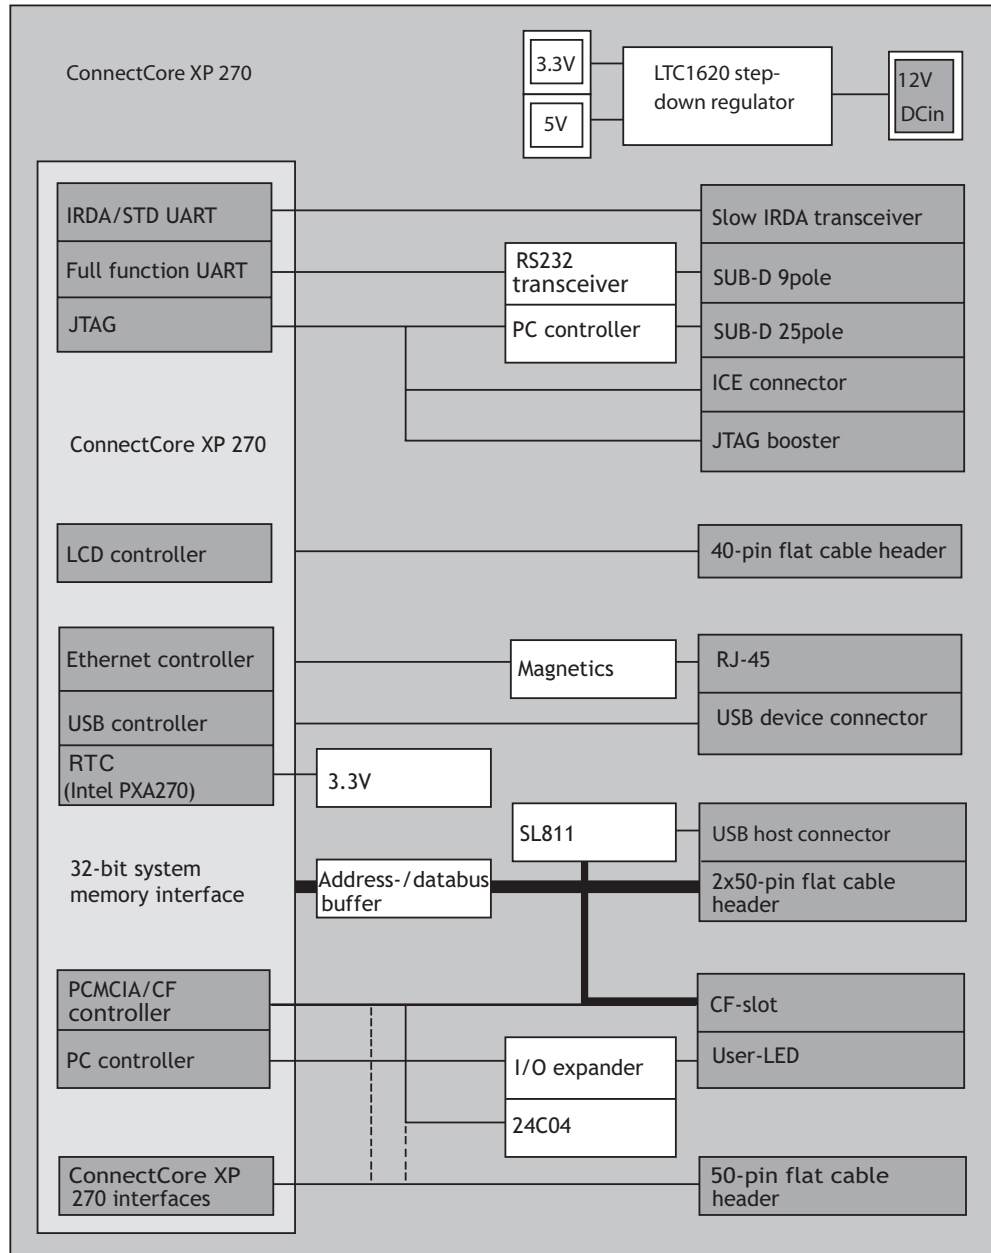 ConnectCore XP 270
3.3V
5V
LTC1620 step-
down regulator
12V
DCin
IRDA/STD UART
Full function UART
JTAG
RS232
transceiver
PC controller
Slow IRDA transceiver
SUB-D 9pole
SUB-D 25pole
ICE connector
JTAG booster
ConnectCore XP 270
LCD controller
40-pin flat cable header
Ethernet controller
USB controller
RTC
(Intel PXA270)
Magnetics
RJ-45
USB device connector
3.3V
SL811
USB host connector
32-bit system
memory interface
Address-/databus
buffer
2x50-pin flat cable
header
PCMCIA/CF
controller
PC controller
CF-slot
User-LED
I/O expander
24C04
ConnectCore XP
270 interfaces
50-pin flat cable
header